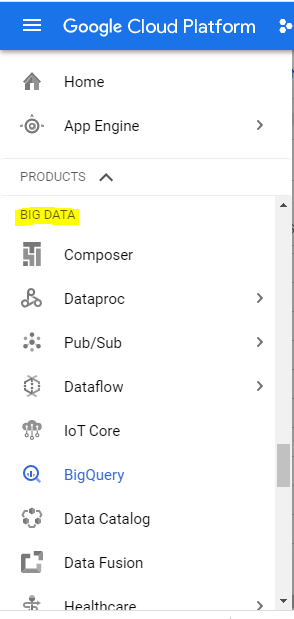 Google Cloud Platform
Home
App Engine
PRODUCTS
BIG DATA
Composer
Dataproc
Pub/Sub
Dataflow
IoT Core
BigQuery
Data Catalog
Data Fusion
Healthcare